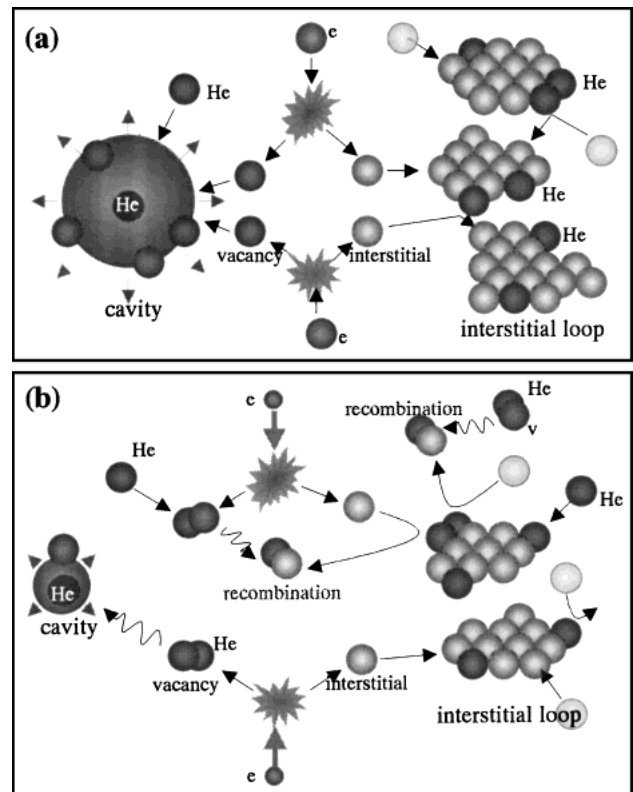 (a)
e
He
He
He
He
vacancy
interstitial
He
cavity
e
interstitial loop
(b)
e
recombination
He
v
He
He
recombination
He
cavity
He
vacancy
interstitial
interstitial loop
e